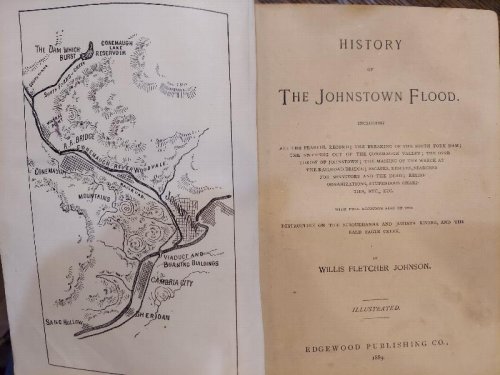 THE DAM WHICH
BURST
CONEMAUGH
LAKE
RESERVOIR
SOUTH FORK CREEK
R.R. BRIDGE
CONEMAUGH
WOODVALE
CONEMAUGH
MOUNTAINS
VIADUCT AND
BURNING BUILDINGS
CAMBRIA CITY
SHERIDAN
SANG HOLLOW
HISTORY
OF
THE JOHNSTOWN FLOOD.
INCLUDING
ALL THE FEARFUL RECORD; THE BREAKING OF THE SOUTH FORK DAM;
THE SWEEPING OUT OF THE CONEMAUGH VALLEY; THE OVER-
THROW OF JOHNSTOWN; THE MASSING OF THE WRECK AT
THE RAILROAD BRIDGE; ESCAPES, RESCUES, SEARCHES
FOR SURVIVORS AND THE DEAD; RELIEF
ORGANIZATIONS, STUPENDOUS CHARI-
TIES, ETC., ETC.
WITH FULL ACCOUNTS ALSO OF THE
DESTRUCTION ON THE SUSQUEHANNA AND JUNIATA RIVERS, AND THE
BALD EAGLE CREEK.
BY
WILLIS FLETCHER JOHNSON.
ILLUSTRATED.
EDGEWOOD PUBLISHING CO.,
1889.